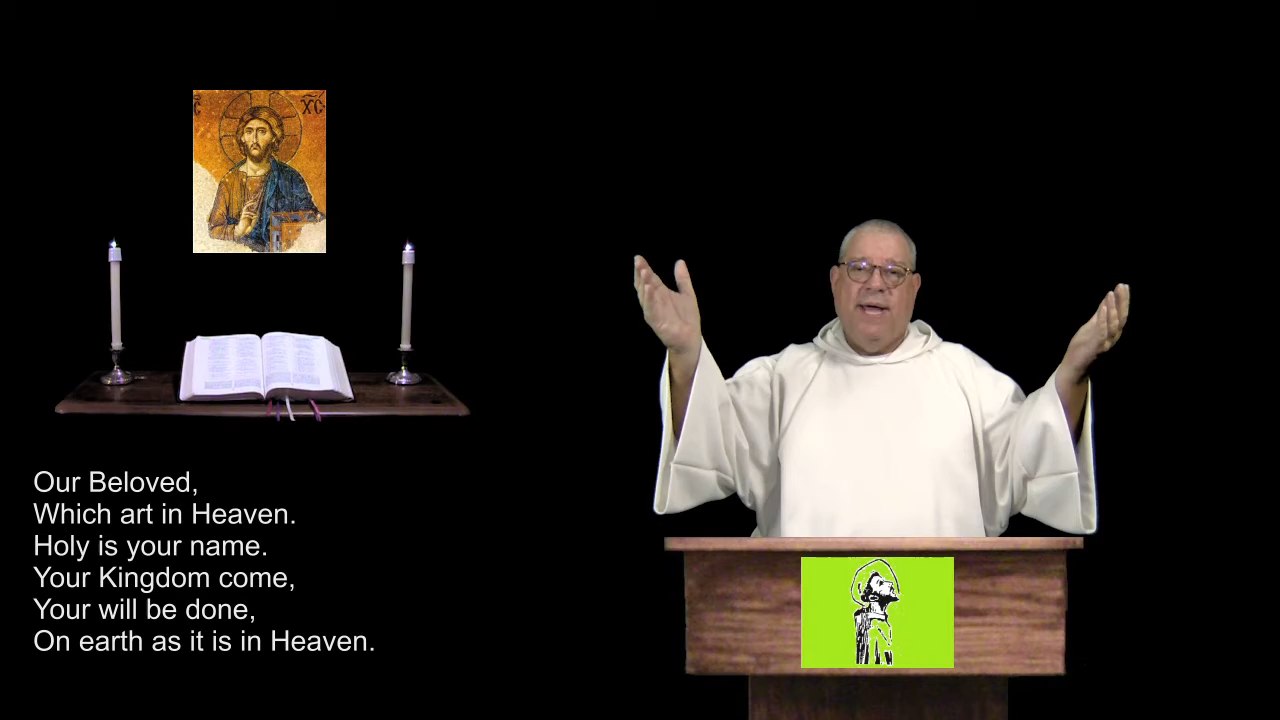 Our Beloved,
Which art in Heaven.
Holy is your name.
Your Kingdom come,
Your will be done,
On earth as it is in Heaven.